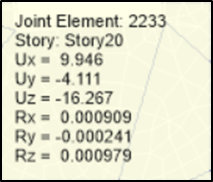 Joint Element: 2233
Story: Story20
Ux = 9.946
Uy = -4.111
Uz = -16.267
Rx = 0.000909
Ry = -0.000241
Rz = 0.000979